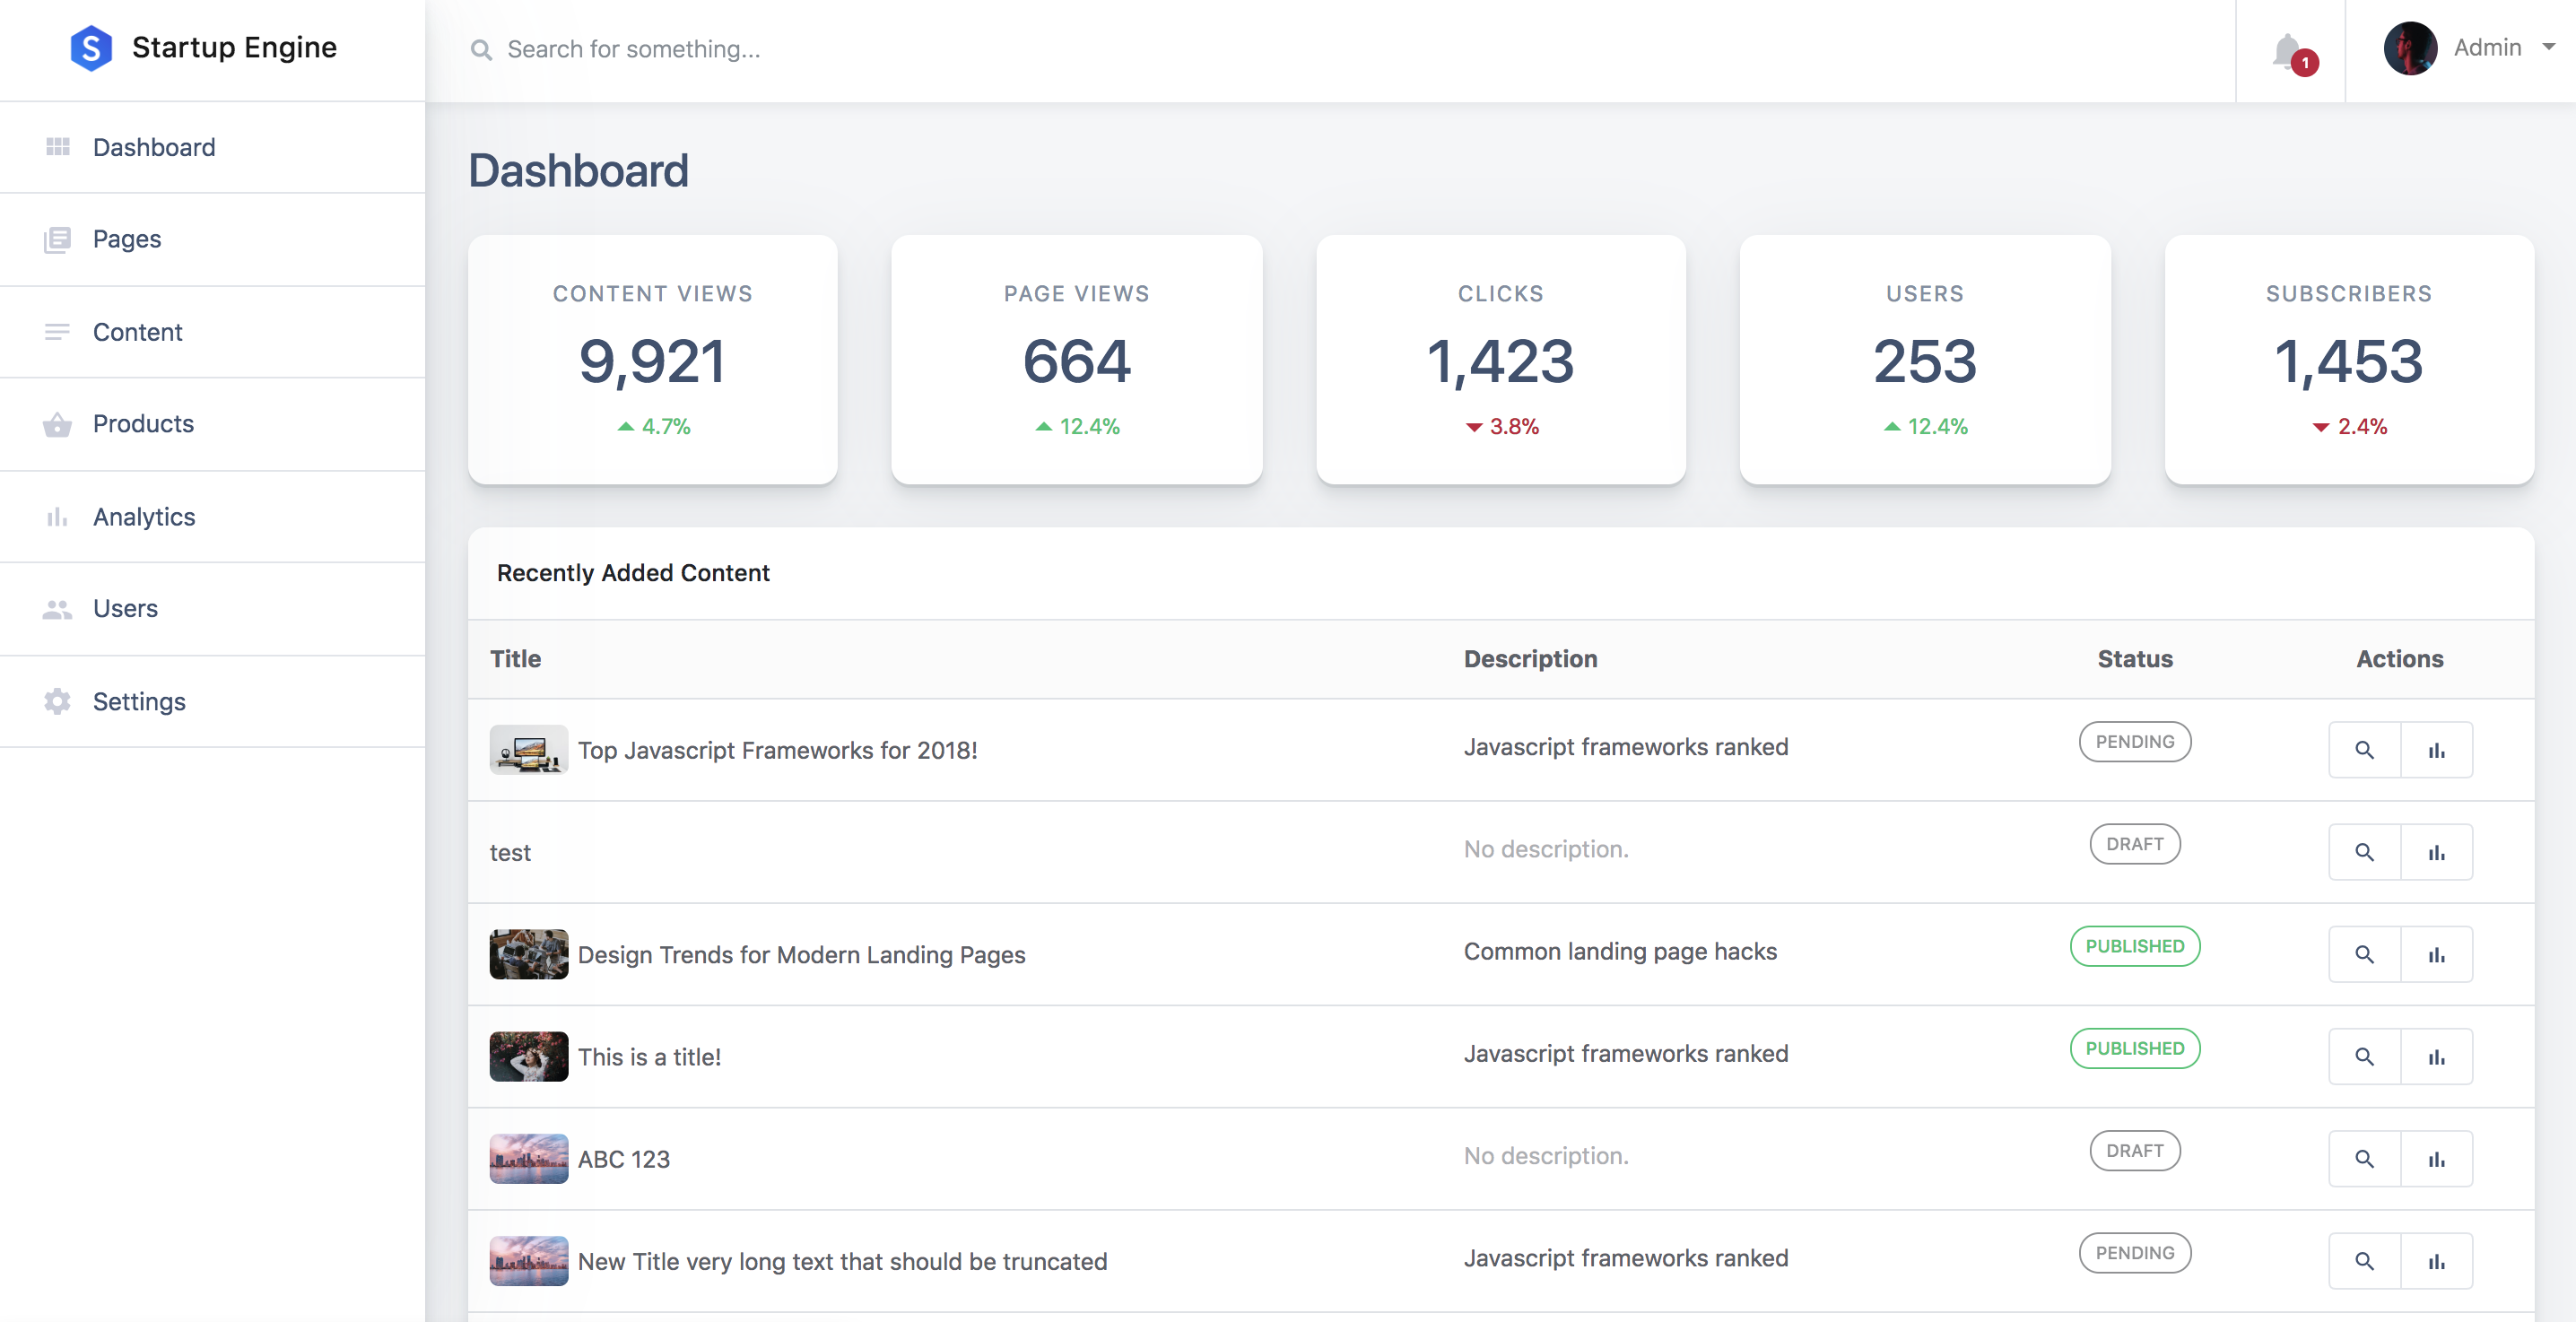 S Startup Engine
Search for something...
1
Admin
Dashboard
Pages
Content
Products
Analytics
Users
Settings
Dashboard
CONTENT VIEWS
9,921
4.7%
PAGE VIEWS
664
12.4%
CLICKS
1,423
3.8%
USERS
253
12.4%
SUBSCRIBERS
1,453
2.4%
Recently Added Content
Title Description Status Actions
Top Javascript Frameworks for 2018! Javascript frameworks ranked PENDING
test No description. DRAFT
Design Trends for Modern Landing Pages Common landing page hacks PUBLISHED
This is a title! Javascript frameworks ranked PUBLISHED
ABC 123 No description. DRAFT
New Title very long text that should be truncated Javascript frameworks ranked PENDING